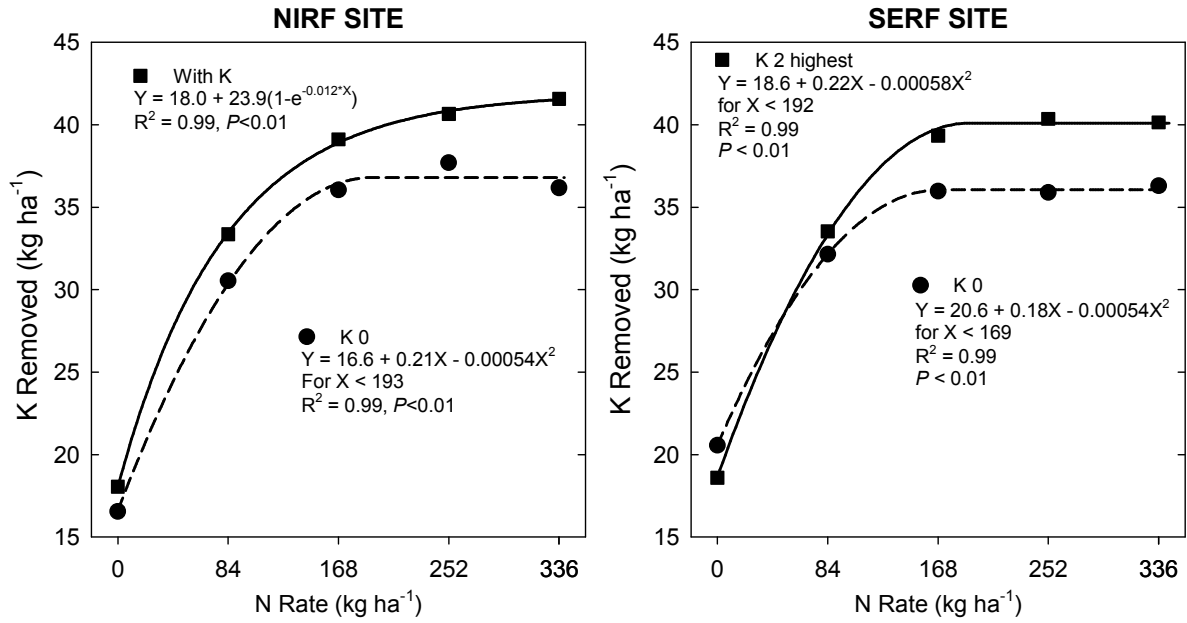 NIRF SITE
45
40
35
30
25
20
15
K Removed (kg ha⁻¹)
With K
Y = 18.0 + 23.9(1-e^-0.012*X)
R² = 0.99, P<0.01
K 0
Y = 16.6 + 0.21X - 0.00054X²
For X < 193
R² = 0.99, P<0.01
0 84 168 252 336
N Rate (kg ha⁻¹)
SERF SITE
45
40
35
30
25
20
15
K Removed (kg ha⁻¹)
K 2 highest
Y = 18.6 + 0.22X - 0.00058X²
for X < 192
R² = 0.99
P < 0.01
K 0
Y = 20.6 + 0.18X - 0.00054X²
for X < 169
R² = 0.99
P < 0.01
0 84 168 252 336
N Rate (kg ha⁻¹)